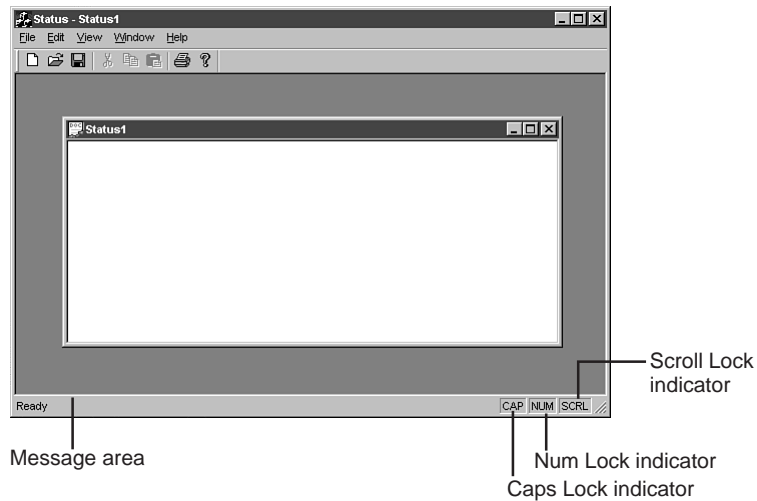 Status - Status1
File Edit View Window Help
Status1
Ready
CAP NUM SCRL
Scroll Lock
indicator
Message area
Num Lock indicator
Caps Lock indicator